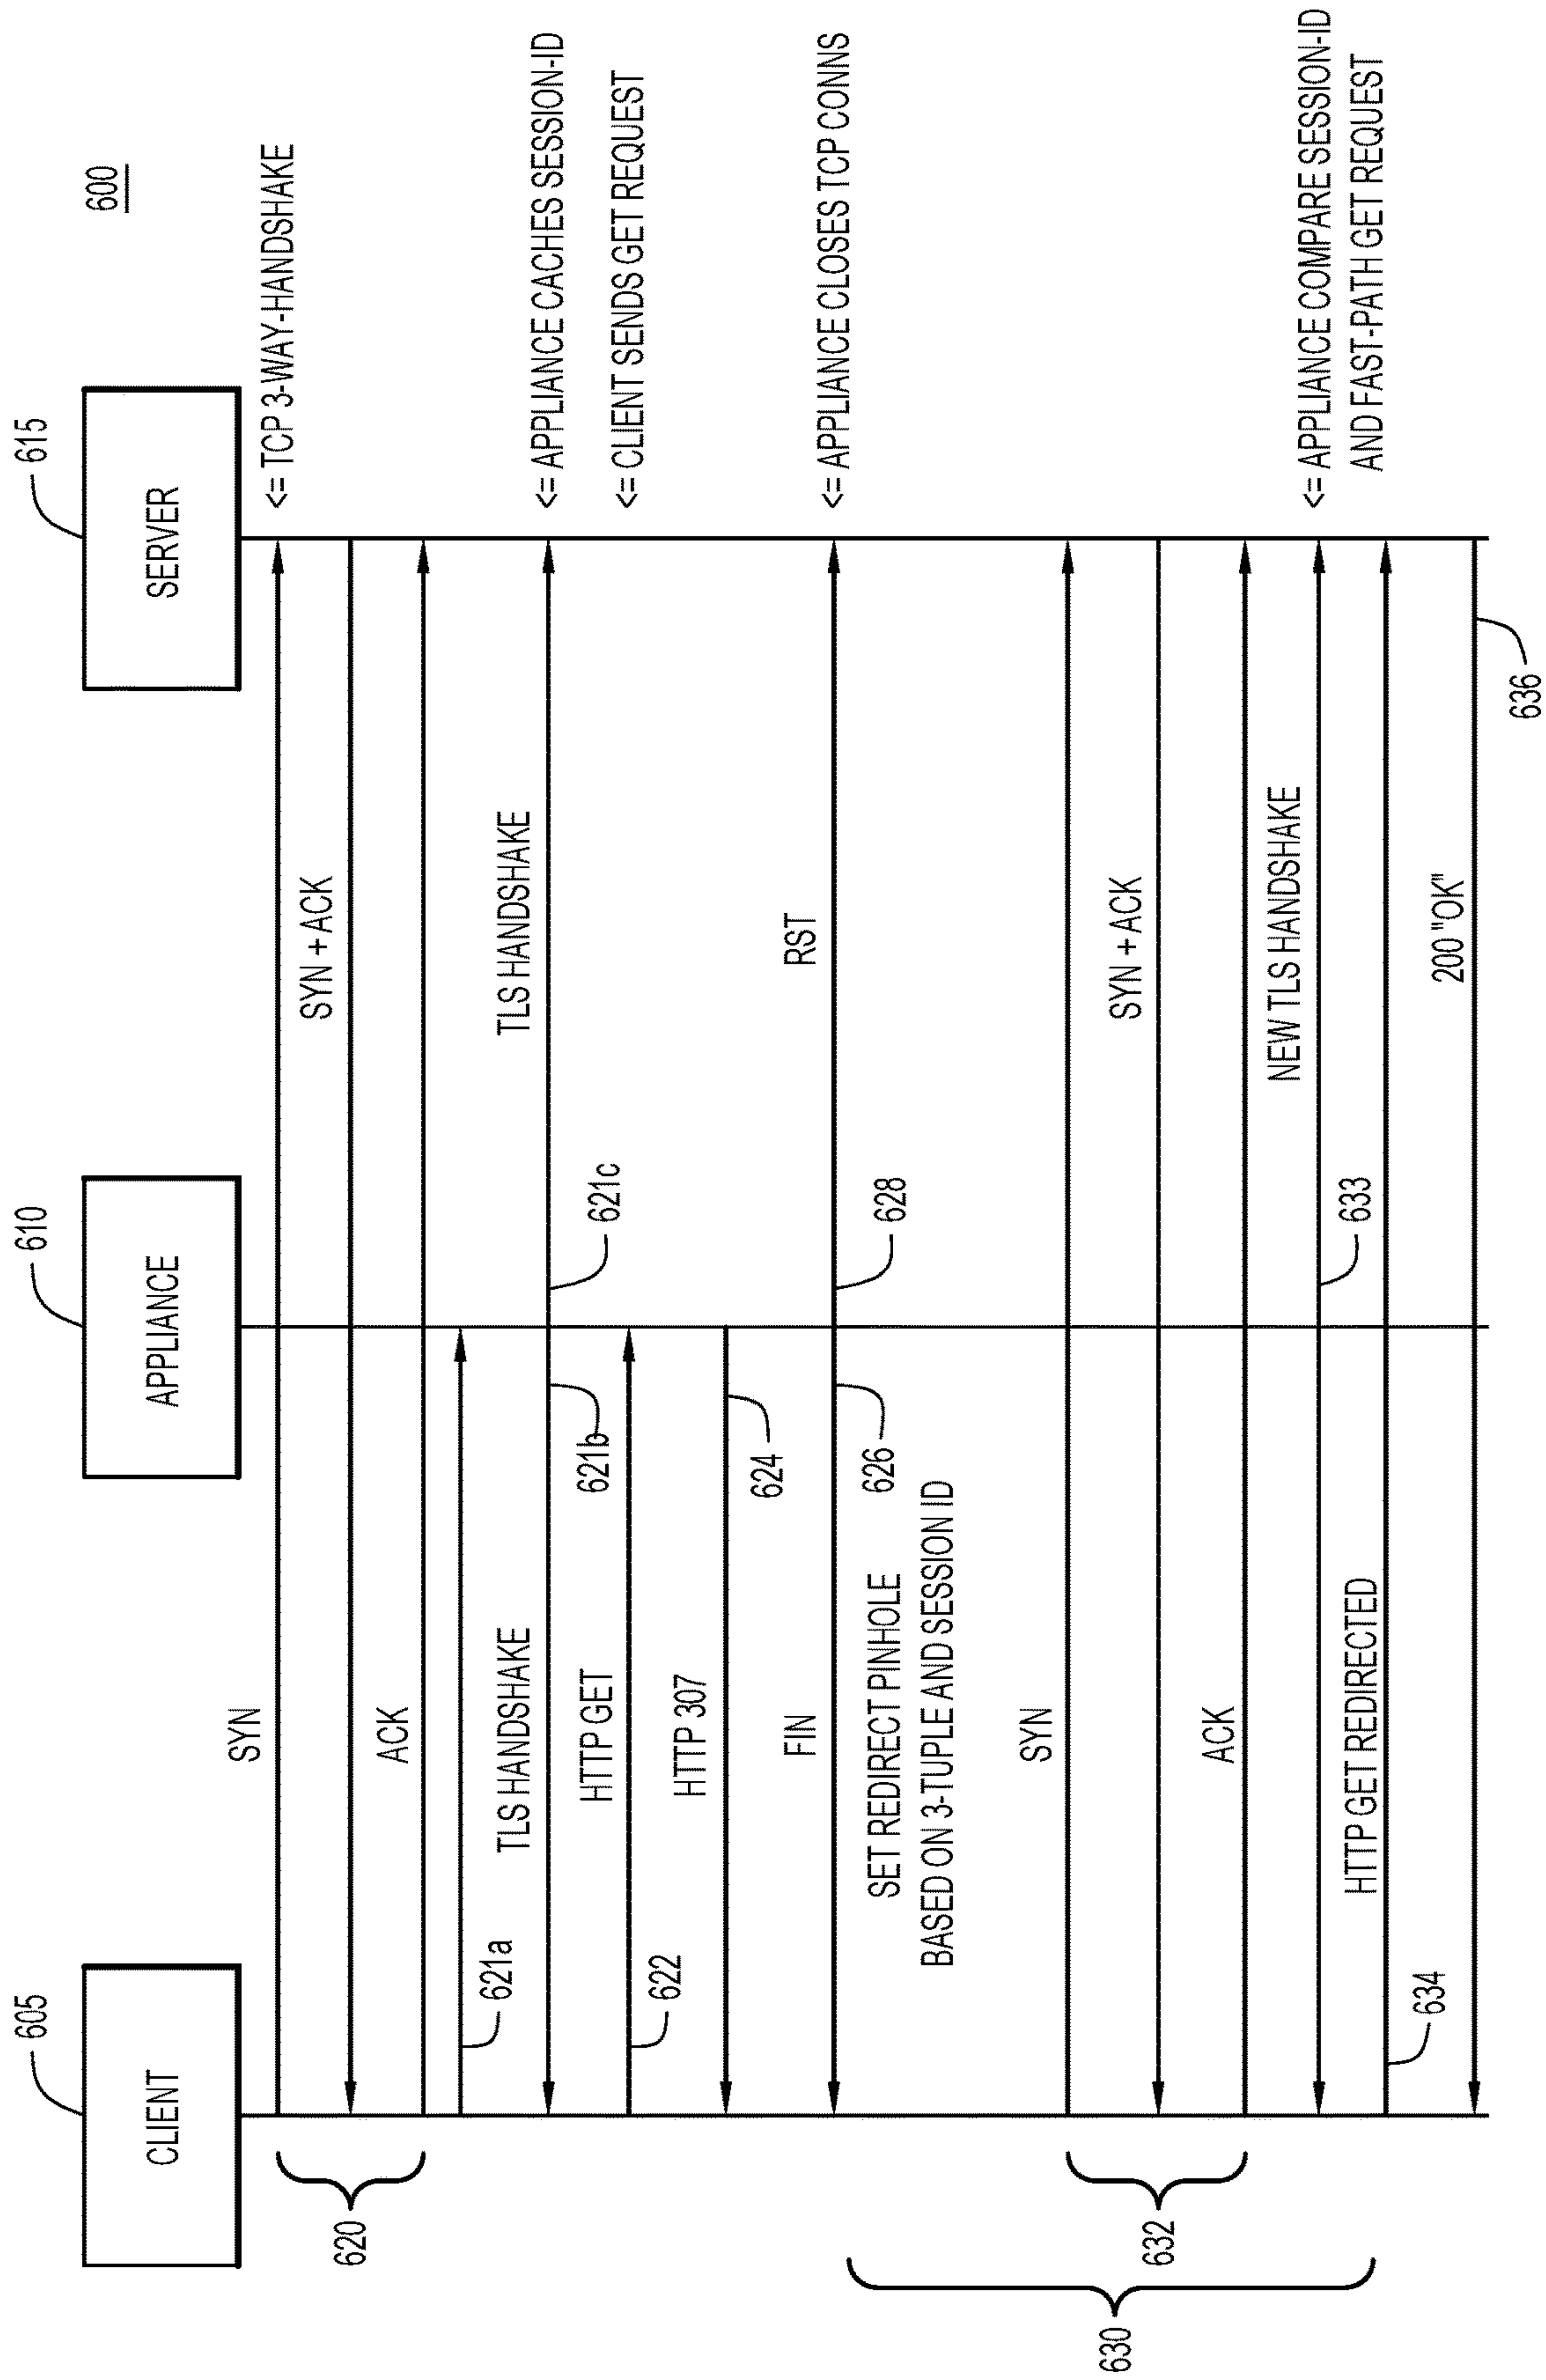 600
605
610
615
CLIENT
APPLIANCE
SERVER
SYN
<= TCP 3-WAY-HANDSHAKE
SYN + ACK
620
ACK
621a
TLS HANDSHAKE
TLS HANDSHAKE
<= APPLIANCE CACHES SESSION-ID
621b
621c
HTTP GET
<= CLIENT SENDS GET REQUEST
622
HTTP 307
624
FIN
RST
<= APPLIANCE CLOSES TCP CONNS
626
628
SET REDIRECT PINHOLE
BASED ON 3-TUPLE AND SESSION ID
SYN
SYN + ACK
632
630
ACK
NEW TLS HANDSHAKE
<= APPLIANCE COMPARE SESSION-ID
AND FAST-PATH GET REQUEST
633
HTTP GET REDIRECTED
634
200 "OK"
636